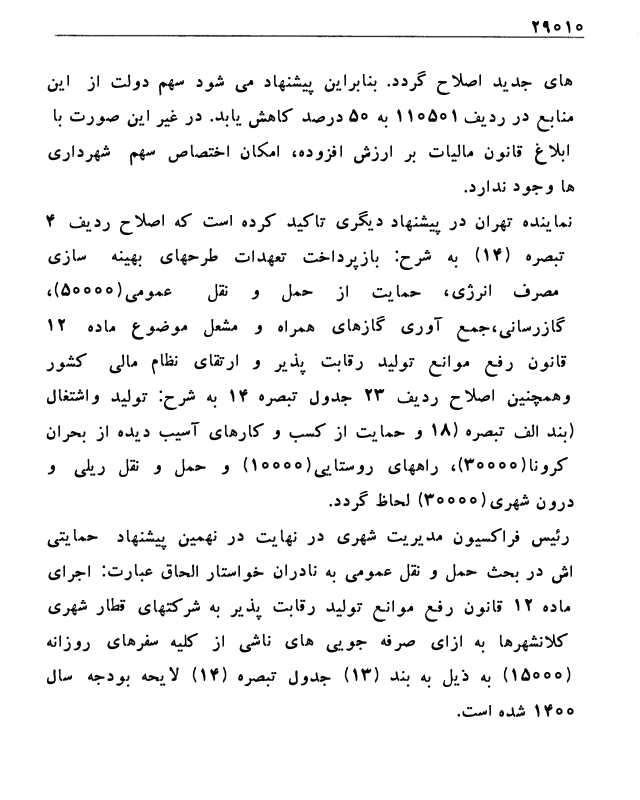 ۲۹۰۱۰
های جدید اصلاح گردد. بنابراین پیشنهاد می شود سهم دولت از این
منابع در ردیف ۱۱۰۵۰۱ به ۵۰ درصد کاهش یابد. در غیر این صورت با
ابلاغ قانون مالیات بر ارزش افزوده، امکان اختصاص سهم شهرداری
ها وجود ندارد.
نماینده تهران در پیشنهاد دیگری تاکید کرده است که اصلاح ردیف ۴
تبصره (۱۴) به شرح: بازپرداخت تعهدات طرحهای بهینه سازی
مصرف انرژی، حمایت از حمل و نقل عمومی(۵۰۰۰۰)،
گازرسانی،جمع آوری گازهای همراه و مشعل موضوع ماده ۱۲
قانون رفع موانع تولید رقابت پذیر و ارتقای نظام مالی کشور
وهمچنین اصلاح ردیف ۲۳ جدول تبصره ۱۴ به شرح: تولید واشتغال
(بند الف تبصره (۱۸ و حمایت از کسب و کارهای آسیب دیده از بحران
کرونا(۳۰۰۰۰)، راههای روستایی(۱۰۰۰۰) و حمل و نقل ریلی و
درون شهری(۳۰۰۰۰) لحاظ گردد.
رئیس فراکسیون مدیریت شهری در نهایت در نهمین پیشنهاد حمایتی
اش در بحث حمل و نقل عمومی به نادران خواستار الحاق عبارت: اجرای
ماده ۱۲ قانون رفع موانع تولید رقابت پذیر به شرکتهای قطار شهری
کلانشهرها به ازای صرفه جویی های ناشی از کلیه سفرهای روزانه
(۱۵۰۰۰) به ذیل به بند (۱۳) جدول تبصره (۱۴) لایحه بودجه سال
۱۴۰۰ شده است.